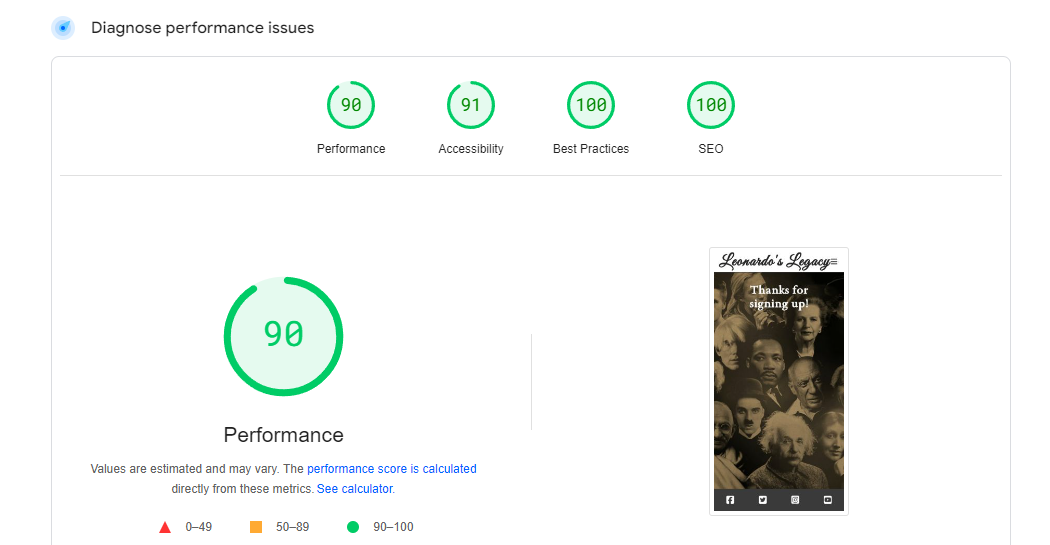 Diagnose performance issues
90
91
100
100
Performance
Accessibility
Best Practices
SEO
90
Performance
Values are estimated and may vary. The performance score is calculated
directly from these metrics. See calculator.
0–49
50–89
90–100
Leonardo's Legacy
Thanks for
signing up!